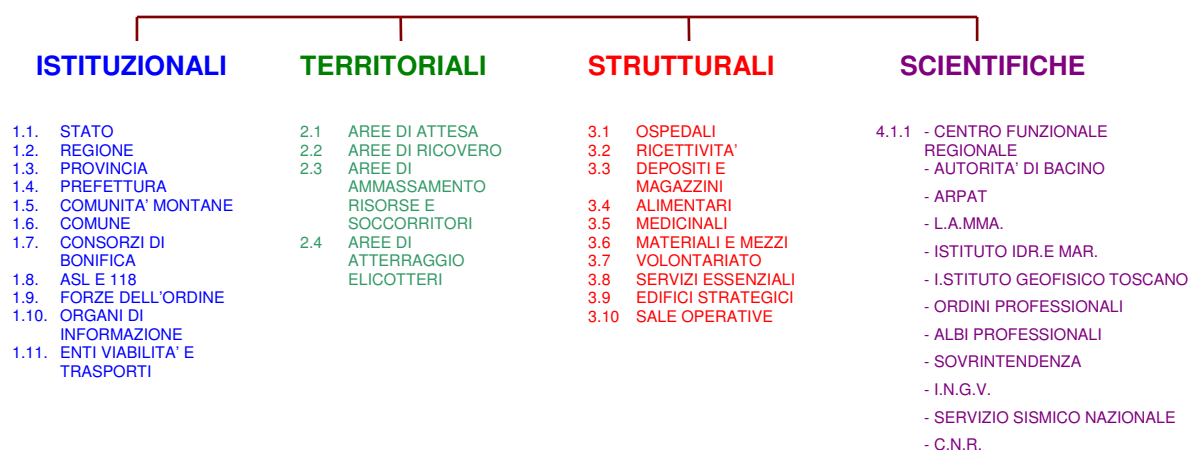 ISTITUZIONALI
1.1. STATO
1.2. REGIONE
1.3. PROVINCIA
1.4. PREFETTURA
1.5. COMUNITA' MONTANE
1.6. COMUNE
1.7. CONSORZI DI
BONIFICA
1.8. ASL E 118
1.9. FORZE DELL'ORDINE
1.10. ORGANI DI
INFORMAZIONE
1.11. ENTI VIABILITA' E
TRASPORTI
TERRITORIALI
2.1 AREE DI ATTESA
2.2 AREE DI RICOVERO
2.3 AREE DI
AMMASSAMENTO
RISORSE E
SOCCORRITORI
2.4 AREE DI
ATTERRAGGIO
ELICOTTERI
STRUTTURALI
3.1 OSPEDALI
3.2 RICETTIVITA'
3.3 DEPOSITI E
MAGAZZINI
3.4 ALIMENTARI
3.5 MEDICINALI
3.6 MATERIALI E MEZZI
3.7 VOLONTARIATO
3.8 SERVIZI ESSENZIALI
3.9 EDIFICI STRATEGICI
3.10 SALE OPERATIVE
SCIENTIFICHE
4.1.1 - CENTRO FUNZIONALE
REGIONALE
- AUTORITA' DI BACINO
- ARPAT
- L.A.MMA.
- ISTITUTO IDR.E MAR.
- I.STITUTO GEOFISICO TOSCANO
- ORDINI PROFESSIONALI
- ALBI PROFESSIONALI
- SOVRINTENDENZA
- I.N.G.V.
- SERVIZIO SISMICO NAZIONALE
- C.N.R.